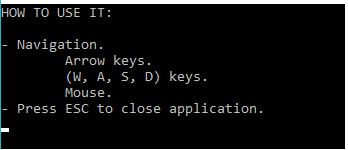 HOW TO USE IT:
- Navigation.
Arrow keys.
(W, A, S, D) keys.
Mouse.
- Press ESC to close application.